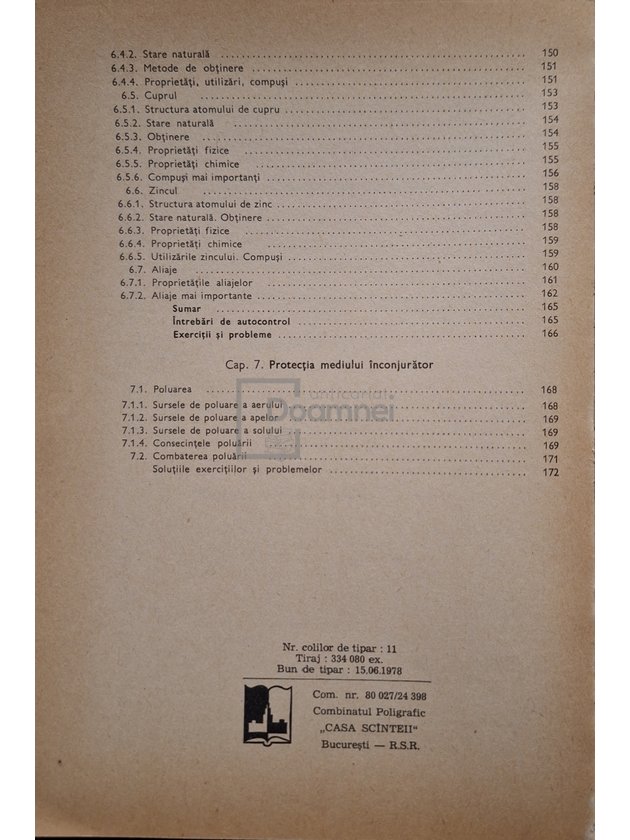 6.4.2. Stare naturală 150
6.4.3. Metode de obținere 151
6.4.4. Proprietăți, utilizări, compuși 151
6.5. Cuprul 153
6.5.1. Structura atomului de cupru 153
6.5.2. Stare naturală 154
6.5.3. Obținere 154
6.5.4. Proprietăți fizice 155
6.5.5. Proprietăți chimice 155
6.5.6. Compuși mai importanți 156
6.6. Zincul 158
6.6.1. Structura atomului de zinc 158
6.6.2. Stare naturală. Obținere 158
6.6.3. Proprietăți fizice 158
6.6.4. Proprietăți chimice 159
6.6.5. Utilizările zincului. Compuși 159
6.7. Aliaje 160
6.7.1. Proprietățile aliajelor 161
6.7.2. Aliaje mai importante 162
Sumar 165
Întrebări de autocontrol 165
Exerciții și probleme 166
Cap. 7. Protecția mediului înconjurător
7.1. Poluarea 168
7.1.1. Sursele de poluare a aerului 168
7.1.2. Sursele de poluare a apelor 169
7.1.3. Sursele de poluare a solului 169
7.1.4. Consecințele poluării 169
7.2. Combaterea poluării 171
Soluțiile exercițiilor și problemelor 172
anticariat
Doamnei
Nr. colilor de tipar : 11
Tiraj : 334 080 ex.
Bun de tipar : 15.06.1978
Com. nr. 80 027/24 398
Combinatul Poligrafic
„CASA SCÎNTEII"
București — R.S.R.